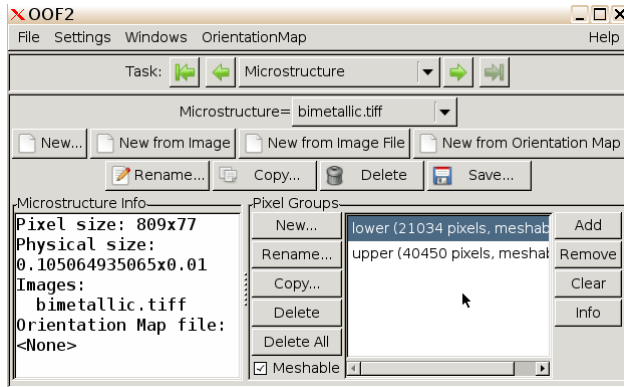 OOF2
File Settings Windows OrientationMap Help
Task: Microstructure
Microstructure= bimetallic.tiff
New... New from Image New from Image File New from Orientation Map
Rename... Copy... Delete Save...
Microstructure Info
Pixel size: 809x77
Physical size:
0.105064935065x0.01
Images:
bimetallic.tiff
Orientation Map file:
<None>
Pixel Groups
New...
Rename...
Copy...
Delete
Delete All
Meshable
lower (21034 pixels, meshab
upper (40450 pixels, meshab
Add
Remove
Clear
Info